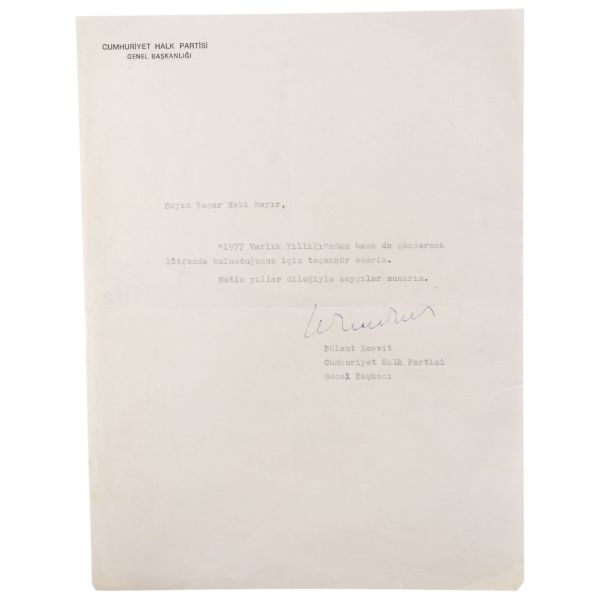 CUMHURİYET HALK PARTİSİ
GENEL BAŞKANLIĞI
Sayın Yaşar Nabi Nayır,
"1977 Varlık Yıllığı"ndan bana da göndermek
lûtfunda bulunduğunuz için teşekkür ederim.
Mutlu yıllar dileğiyle saygılar sunarım.
Bülent Ecevit
Cumhuriyet Halk Partisi
Genel Başkanı